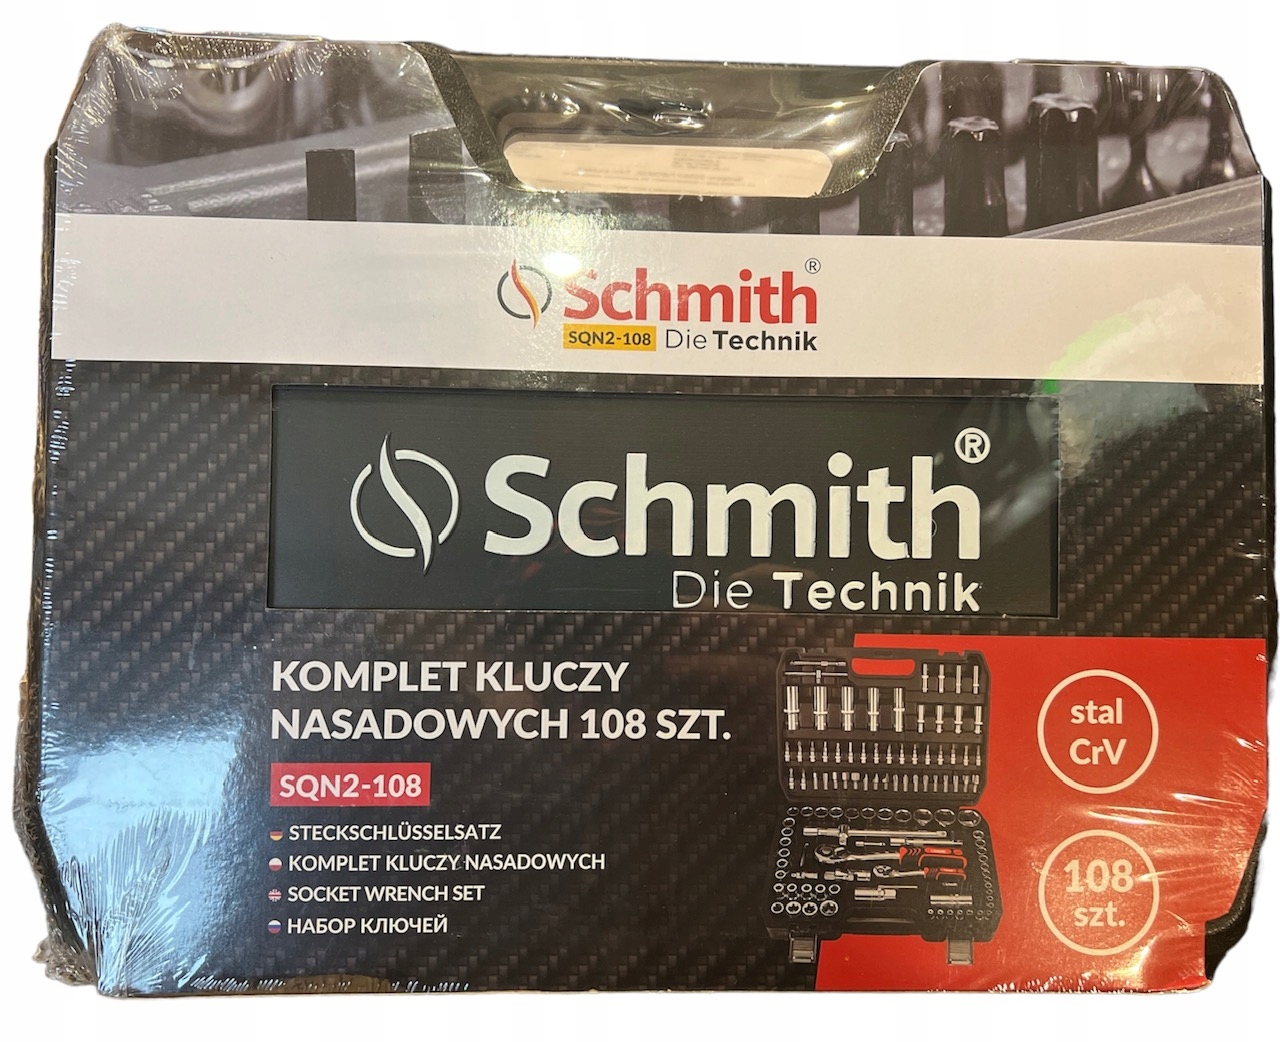 Schmith®
SQN2-108 Die Technik
Schmith®
Die Technik
KOMPLET KLUCZY
NASADOWYCH 108 SZT.
SQN2-108
STECKSCHLÜSSELSATZ
KOMPLET KLUCZY NASADOWYCH
SOCKET WRENCH SET
НАБОР КЛЮЧЕЙ
stal
CrV
108
szt.
Schmith